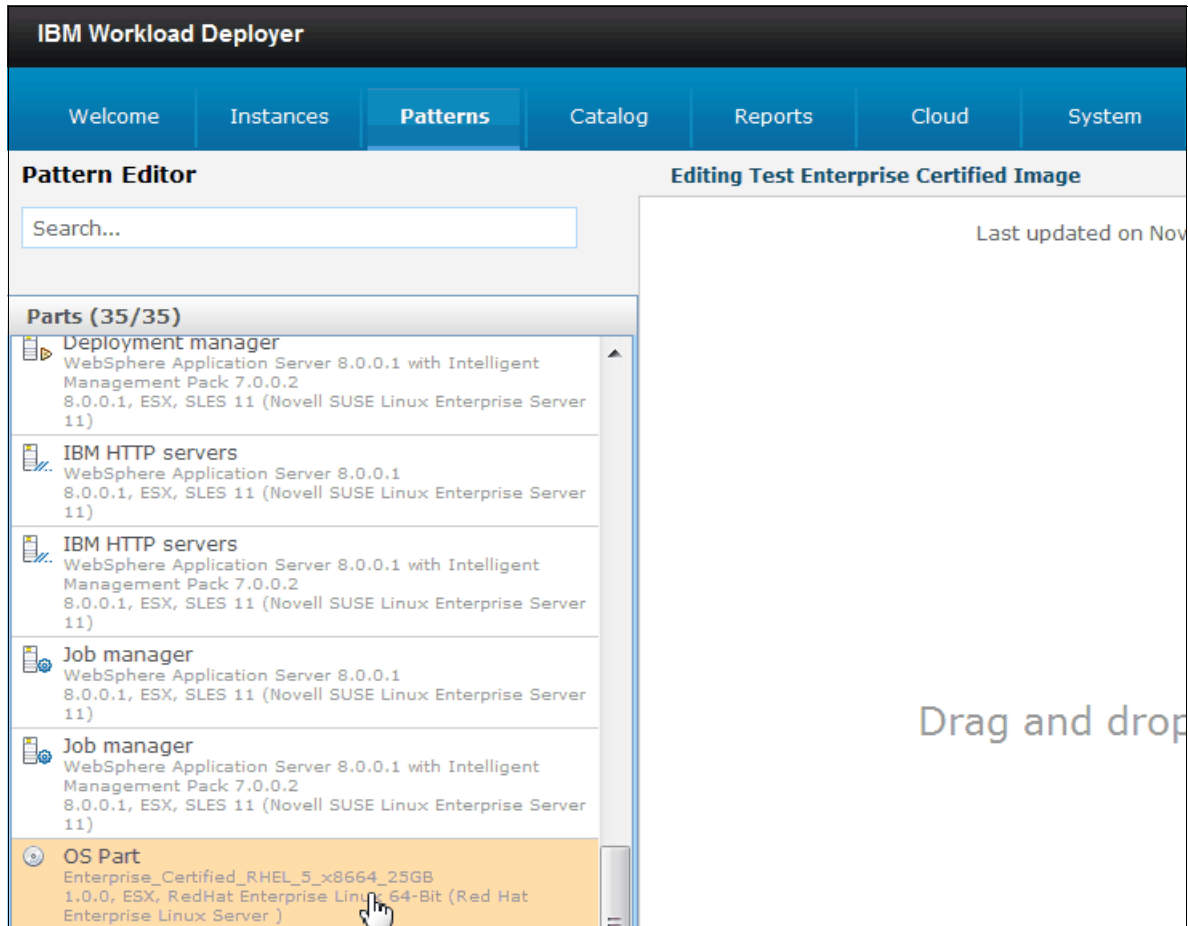 IBM Workload Deployer
Welcome Instances Patterns Catalog Reports Cloud System
Pattern Editor
Editing Test Enterprise Certified Image
Search...
Last updated on Nov
Parts (35/35)
Deployment manager
WebSphere Application Server 8.0.0.1 with Intelligent
Management Pack 7.0.0.2
8.0.0.1, ESX, SLES 11 (Novell SUSE Linux Enterprise Server
11)
IBM HTTP servers
WebSphere Application Server 8.0.0.1
8.0.0.1, ESX, SLES 11 (Novell SUSE Linux Enterprise Server
11)
IBM HTTP servers
WebSphere Application Server 8.0.0.1 with Intelligent
Management Pack 7.0.0.2
8.0.0.1, ESX, SLES 11 (Novell SUSE Linux Enterprise Server
11)
Job manager
WebSphere Application Server 8.0.0.1
8.0.0.1, ESX, SLES 11 (Novell SUSE Linux Enterprise Server
11)
Job manager
WebSphere Application Server 8.0.0.1 with Intelligent
Management Pack 7.0.0.2
8.0.0.1, ESX, SLES 11 (Novell SUSE Linux Enterprise Server
11)
Drag and drop
OS Part
Enterprise_Certified_RHEL_5_x8664_25GB
1.0.0, ESX, RedHat Enterprise Linux 64-Bit (Red Hat
Enterprise Linux Server )